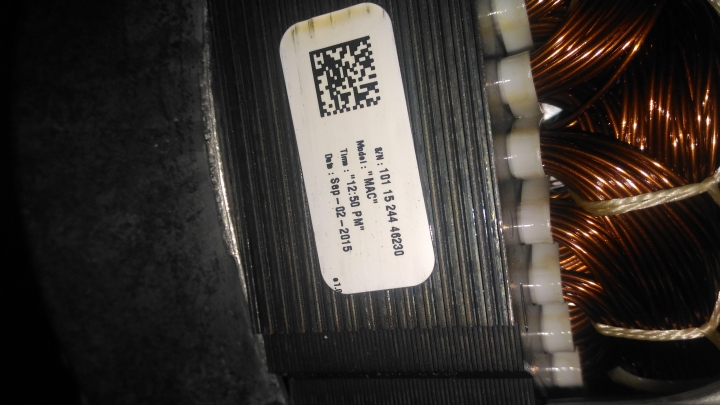 S/N : 101 15 244 46230
Model : "MAC"
Time : "12:50 PM"
Date : Sep-02-2015